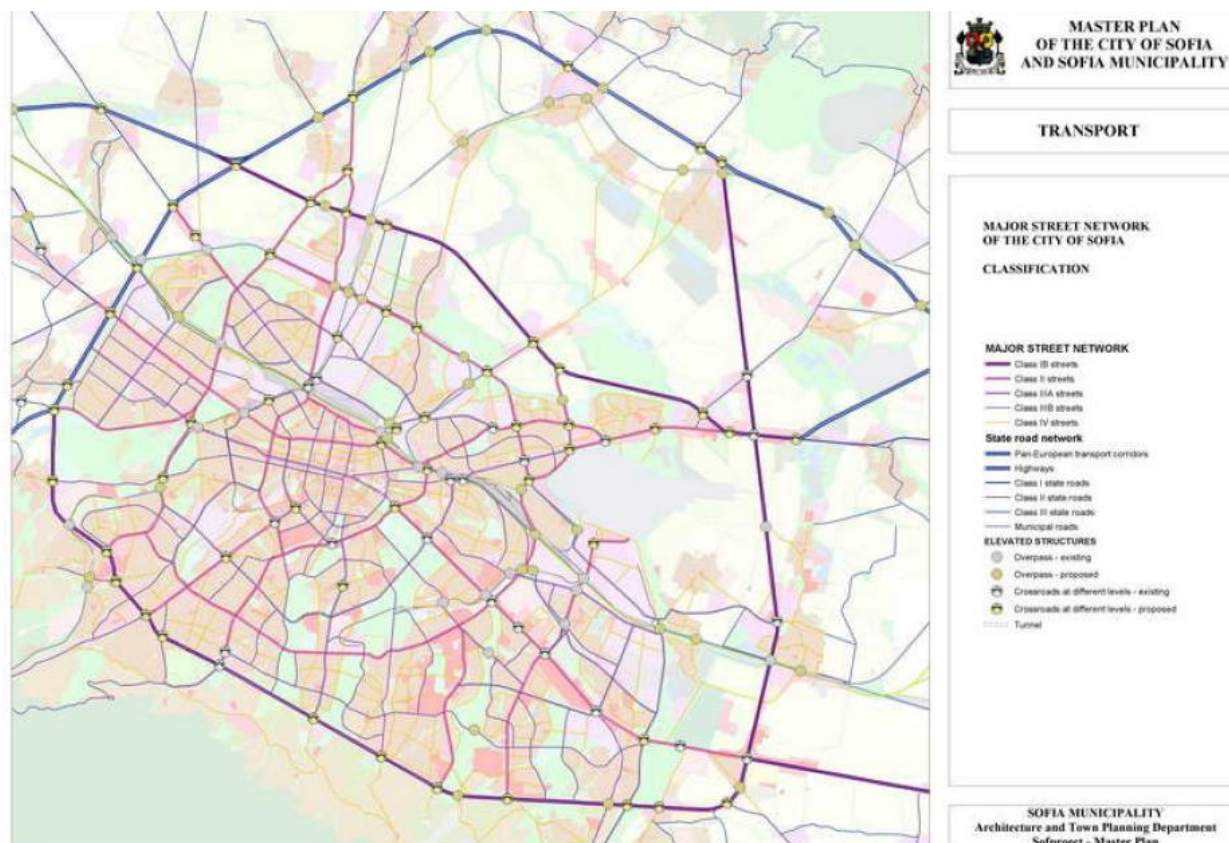 MASTER PLAN
OF THE CITY OF SOFIA
AND SOFIA MUNICIPALITY
TRANSPORT
MAJOR STREET NETWORK
OF THE CITY OF SOFIA
CLASSIFICATION
MAJOR STREET NETWORK
Class IB streets
Class II streets
Class IIIA streets
Class IIIB streets
Class IV streets
State road network
Pan-European transport corridors
Highways
Class I state roads
Class II state roads
Class III state roads
Municipal roads
ELEVATED STRUCTURES
Overpass - existing
Overpass - proposed
Crossroads at different levels - existing
Crossroads at different levels - proposed
Tunnel
SOFIA MUNICIPALITY
Architecture and Town Planning Department
Sofproect - Master Plan